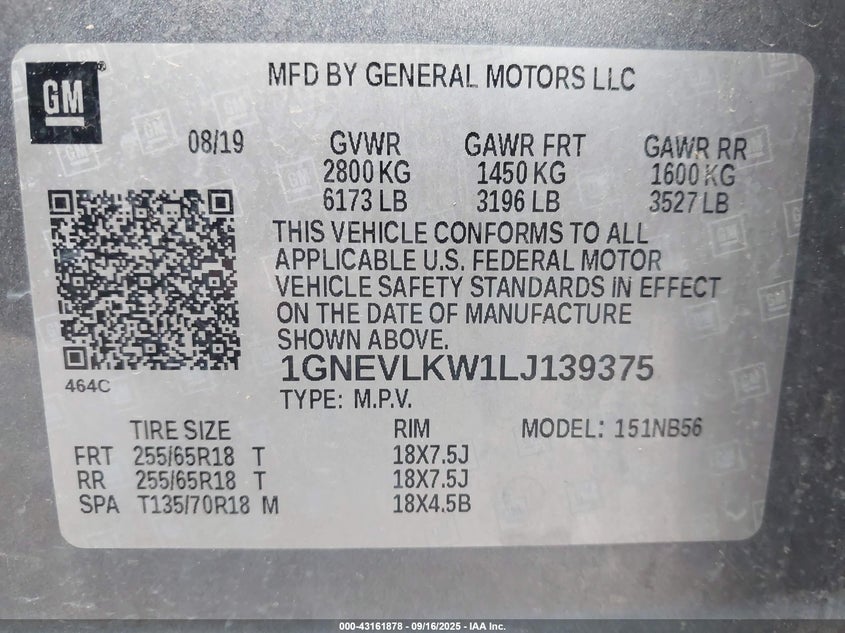 GM
MFD BY GENERAL MOTORS LLC
08/19 GVWR GAWR FRT GAWR RR
2800 KG 1450 KG 1600 KG
6173 LB 3196 LB 3527 LB
THIS VEHICLE CONFORMS TO ALL
APPLICABLE U.S. FEDERAL MOTOR
VEHICLE SAFETY STANDARDS IN EFFECT
ON THE DATE OF MANUFACTURE
SHOWN ABOVE.
1GNEVLKW1LJ139375
464C
TYPE: M.P.V.
TIRE SIZE RIM MODEL: 151NB56
FRT 255/65R18 T 18X7.5J
RR 255/65R18 T 18X7.5J
SPA T135/70R18 M 18X4.5B
000-43161878 - 09/16/2025 - IAA Inc.